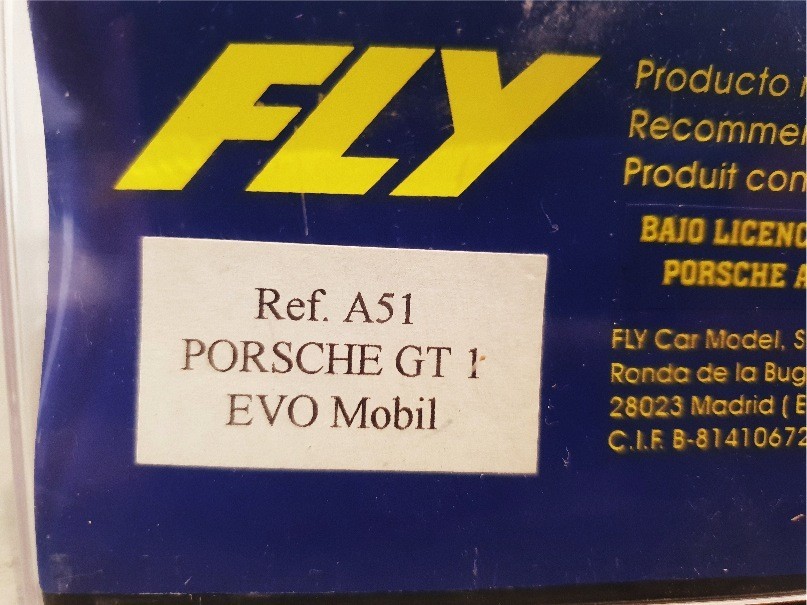 FLY
Ref. A51
PORSCHE GT 1
EVO Mobil
Producto
Recomme
Produit con
BAJO LICENC
PORSCHE A
FLY Car Model, S
Ronda de la Bug
28023 Madrid ( E
C.I.F. B-81410672